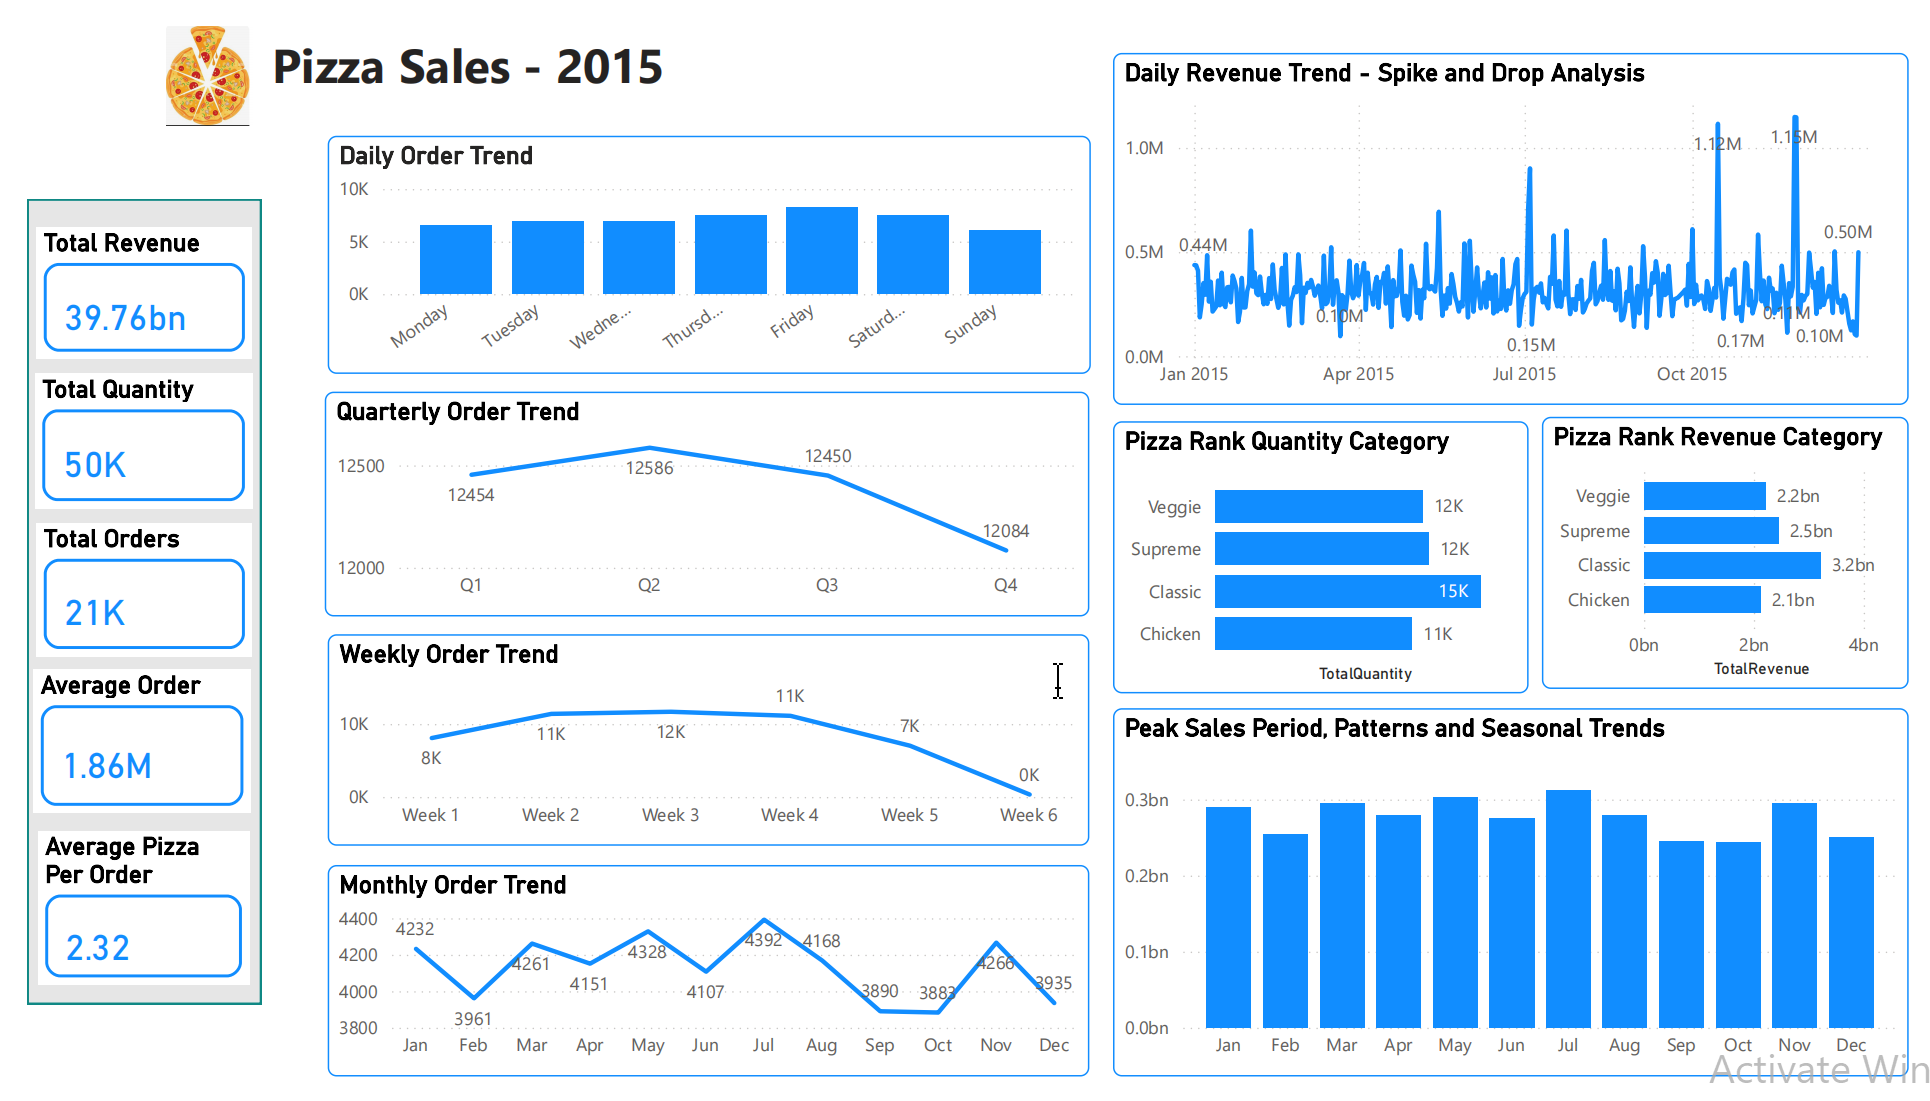 Pizza Sales - 2015
Total Revenue
39.76bn
Total Quantity
50K
Total Orders
21K
Average Order
1.86M
Average Pizza
Per Order
2.32
Daily Order Trend
10K
5K
0K
Monday Tuesday Wedne... Thursd... Friday Saturd... Sunday
Quarterly Order Trend
12500
12000
12454 12586 12450 12084
Q1 Q2 Q3 Q4
Weekly Order Trend
10K
0K
8K 11K 12K 11K 7K 0K
Week 1 Week 2 Week 3 Week 4 Week 5 Week 6
Monthly Order Trend
4400
4200
4000
3800
4232 3961 4261 4151 4328 4107 4392 4168 3890 3883 4266 3935
Jan Feb Mar Apr May Jun Jul Aug Sep Oct Nov Dec
Daily Revenue Trend - Spike and Drop Analysis
1.0M
0.5M
0.0M
0.44M 0.10M 0.15M 1.12M 0.17M 1.15M 0.11M 0.10M 0.50M
Jan 2015 Apr 2015 Jul 2015 Oct 2015
Pizza Rank Quantity Category
Veggie 12K
Supreme 12K
Classic 15K
Chicken 11K
TotalQuantity
Pizza Rank Revenue Category
Veggie 2.2bn
Supreme 2.5bn
Classic 3.2bn
Chicken 2.1bn
0bn 2bn 4bn
TotalRevenue
Peak Sales Period, Patterns and Seasonal Trends
0.3bn
0.2bn
0.1bn
0.0bn
Jan Feb Mar Apr May Jun Jul Aug Sep Oct Nov Dec
Activate Win